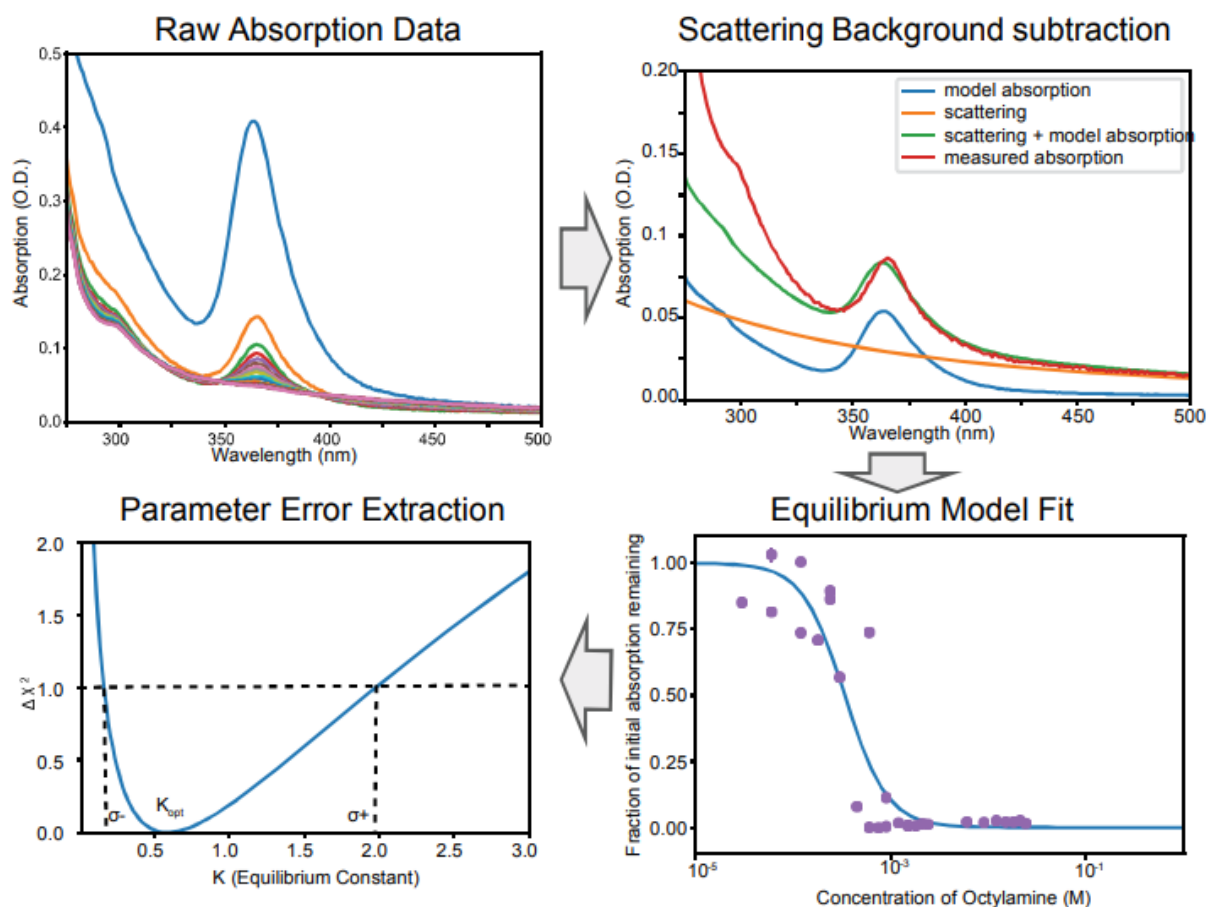 Raw Absorption Data
0.5
0.4
0.3
0.2
0.1
0.0
Absorption (O.D.)
300
350
400
450
500
Wavelength (nm)
Scattering Background subtraction
0.20
0.15
0.1
0.05
0.00
Absorption (O.D.)
model absorption
scattering
scattering + model absorption
measured absorption
300
350
400
450
500
Wavelength (nm)
Parameter Error Extraction
2.0
1.5
1.0
0.5
0.0
Δ χ²
σ-
K_opt
σ+
0.5
1.0
1.5
2.0
2.5
3.0
K (Equilibrium Constant)
Equilibrium Model Fit
1.00
0.75
0.50
0.25
0.00
Fraction of initial absorption remaining
10⁻⁵
10⁻³
10⁻¹
Concentration of Octylamine (M)